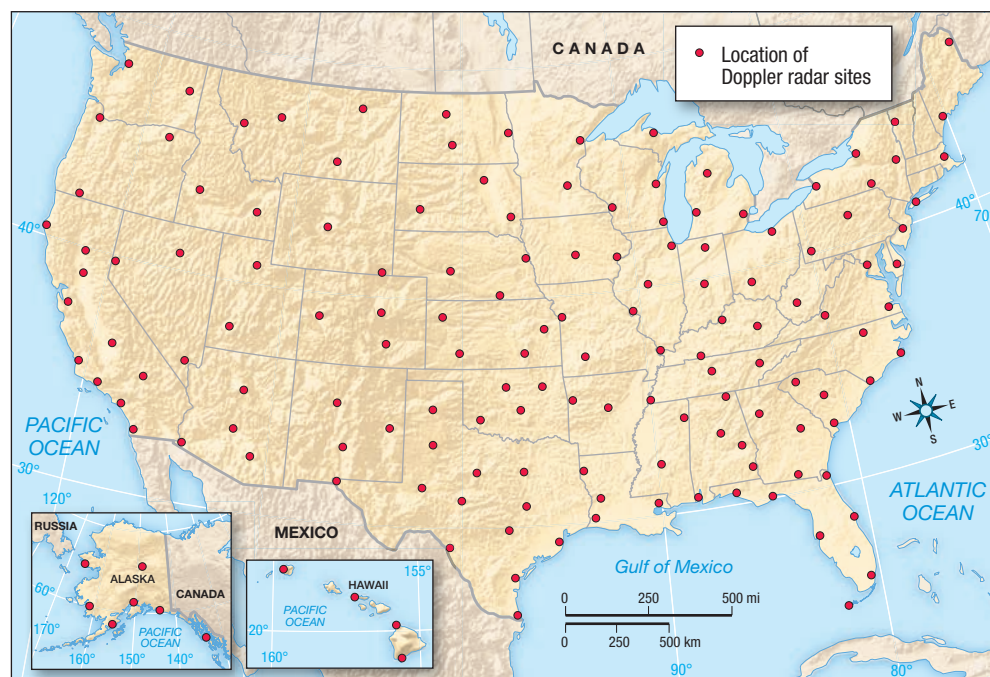 CANADA
Location of
Doppler radar sites
40°
40°
70°
N
W
E
S
PACIFIC
OCEAN
30°
30°
120°
ATLANTIC
OCEAN
MEXICO
Gulf of Mexico
RUSSIA
ALASKA
CANADA
60°
PACIFIC
OCEAN
170°
160°
150°
140°
155°
HAWAII
PACIFIC
OCEAN
20°
160°
0 250 500 mi
0 250 500 km
90°
80°